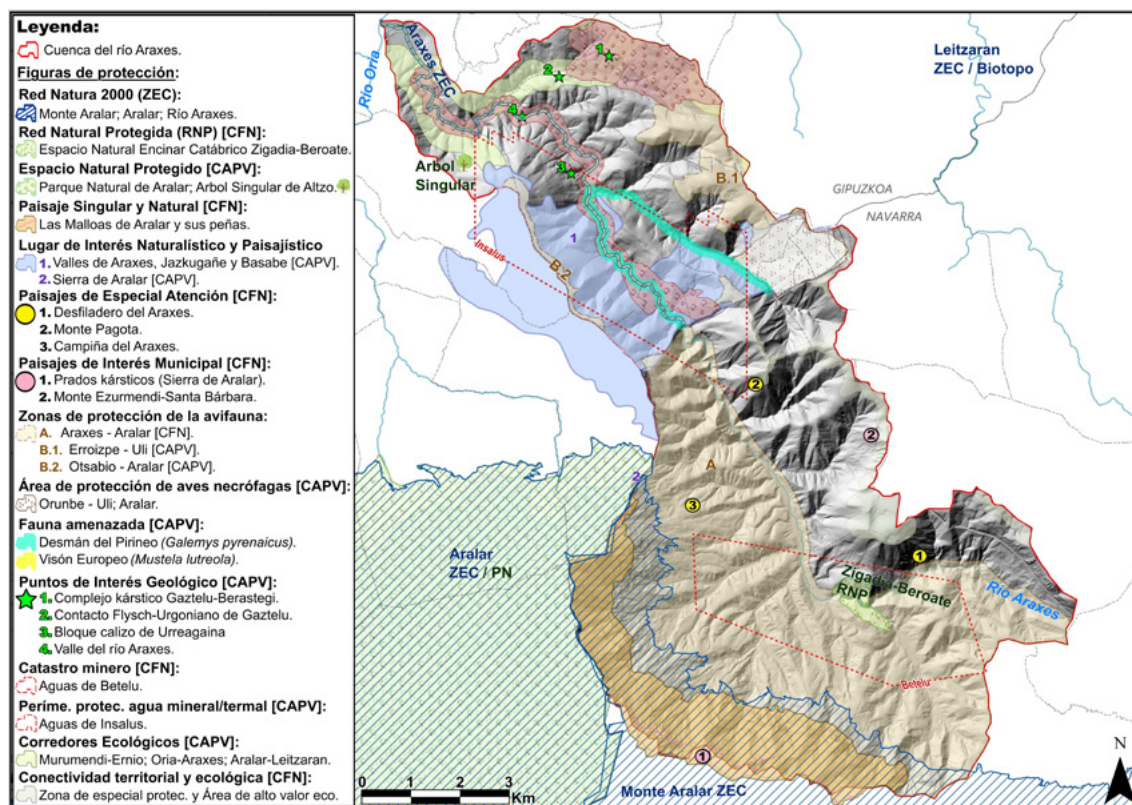 Leyenda:
Cuenca del río Araxes.
Figuras de protección:
Red Natura 2000 (ZEC):
Monte Aralar; Aralar; Río Araxes.
Red Natural Protegida (RNP) [CFN]:
Espacio Natural Encinar Catábrico Zigadia-Beroate.
Espacio Natural Protegido [CAPV]:
Parque Natural de Aralar; Arbol Singular de Altzo.
Paisaje Singular y Natural [CFN]:
Las Malloas de Aralar y sus peñas.
Lugar de Interés Naturalístico y Paisajístico
1. Valles de Araxes, Jazkugañe y Basabe [CAPV].
2. Sierra de Aralar [CAPV].
Paisajes de Especial Atención [CFN]:
1. Desfiladero del Araxes.
2. Monte Pagota.
3. Campiña del Araxes.
Paisajes de Interés Municipal [CFN]:
1. Prados kársticos (Sierra de Aralar).
2. Monte Ezurmendi-Santa Bárbara.
Zonas de protección de la avifauna:
A. Araxes - Aralar [CFN].
B.1. Erroizpe - Uli [CAPV].
B.2. Otsabio - Aralar [CAPV].
Área de protección de aves necrófagas [CAPV]:
Orunbe - Uli; Aralar.
Fauna amenazada [CAPV]:
Desmán del Pirineo (Galemys pyrenaicus).
Visón Europeo (Mustela lutreola).
Puntos de Interés Geológico [CAPV]:
1. Complejo kárstico Gaztelu-Berastegi.
2. Contacto Flysch-Urgoniano de Gaztelu.
3. Bloque calizo de Urreagaina
4. Valle del río Araxes.
Catastro minero [CFN]:
Aguas de Betelu.
Períme. protec. agua mineral/termal [CAPV]:
Aguas de Insalus.
Corredores Ecológicos [CAPV]:
Murumendi-Ernio; Oria-Araxes; Aralar-Leitzaran.
Conectividad territorial y ecológica [CFN]:
Zona de especial protec. y Área de alto valor eco.
Río Oria
Araxes ZEC
1
2
4
3
Leitzaran
ZEC / Biotopo
Arbol
Singular
B.1
GIPUZKOA
NAVARRA
1
Insalus
B.2
2
2
A
2
3
1
Aralar
ZEC / PN
Zigadia-Beroate
RNP
Río Araxes
Betelu
1
Monte Aralar ZEC
0 1 2 3
Km
N